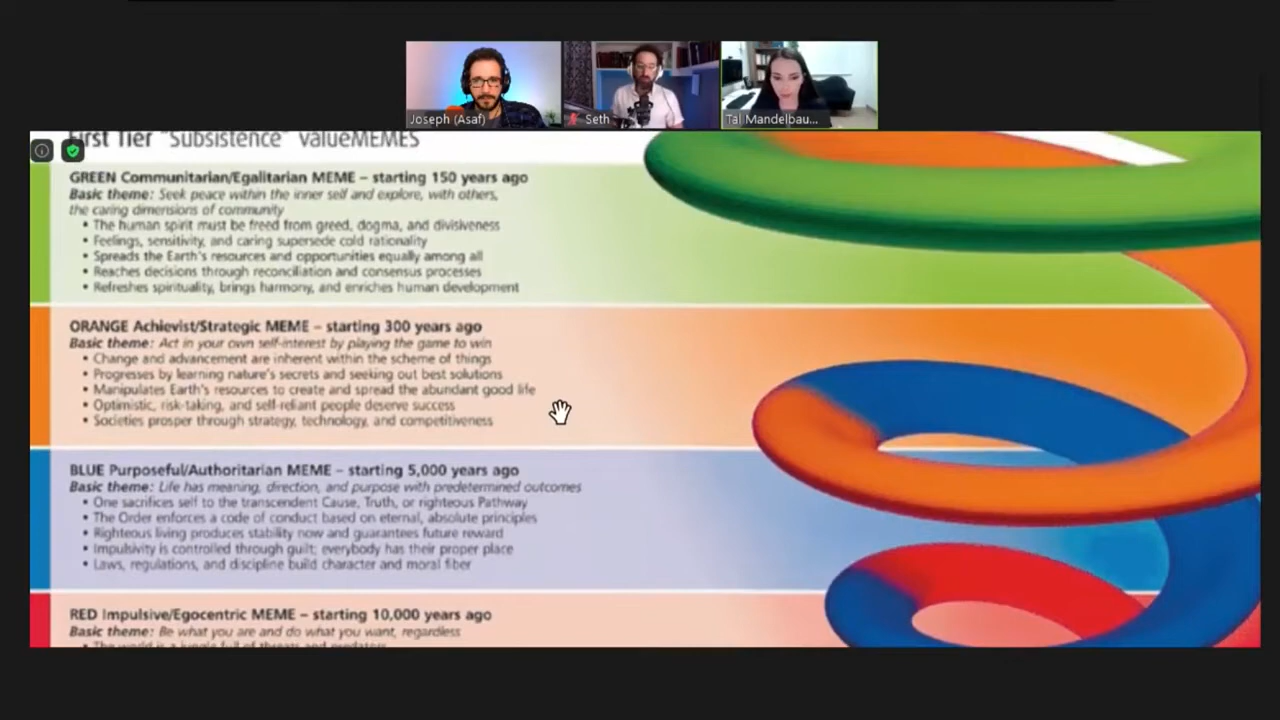 Joseph (Asaf)
Seth
Tal Mandelbau...
First Tier "Subsistence" valueMEMES
GREEN Communitarian/Egalitarian MEME – starting 150 years ago
Basic theme: Seek peace within the inner self and explore, with others,
the caring dimensions of community
• The human spirit must be freed from greed, dogma, and divisiveness
• Feelings, sensitivity, and caring supersede cold rationality
• Spreads the Earth's resources and opportunities equally among all
• Reaches decisions through reconciliation and consensus processes
• Refreshes spirituality, brings harmony, and enriches human development
ORANGE Achievist/Strategic MEME – starting 300 years ago
Basic theme: Act in your own self-interest by playing the game to win
• Change and advancement are inherent within the scheme of things
• Progresses by learning nature's secrets and seeking out best solutions
• Manipulates Earth's resources to create and spread the abundant good life
• Optimistic, risk-taking, and self-reliant people deserve success
• Societies prosper through strategy, technology, and competitiveness
BLUE Purposeful/Authoritarian MEME – starting 5,000 years ago
Basic theme: Life has meaning, direction, and purpose with predetermined outcomes
• One sacrifices self to the transcendent Cause, Truth, or righteous Pathway
• The Order enforces a code of conduct based on eternal, absolute principles
• Righteous living produces stability now and guarantees future reward
• Impulsivity is controlled through guilt; everybody has their proper place
• Laws, regulations, and discipline build character and moral fiber
RED Impulsive/Egocentric MEME – starting 10,000 years ago
Basic theme: Be what you are and do what you want, regardless
• The world is a jungle full of threats and predators